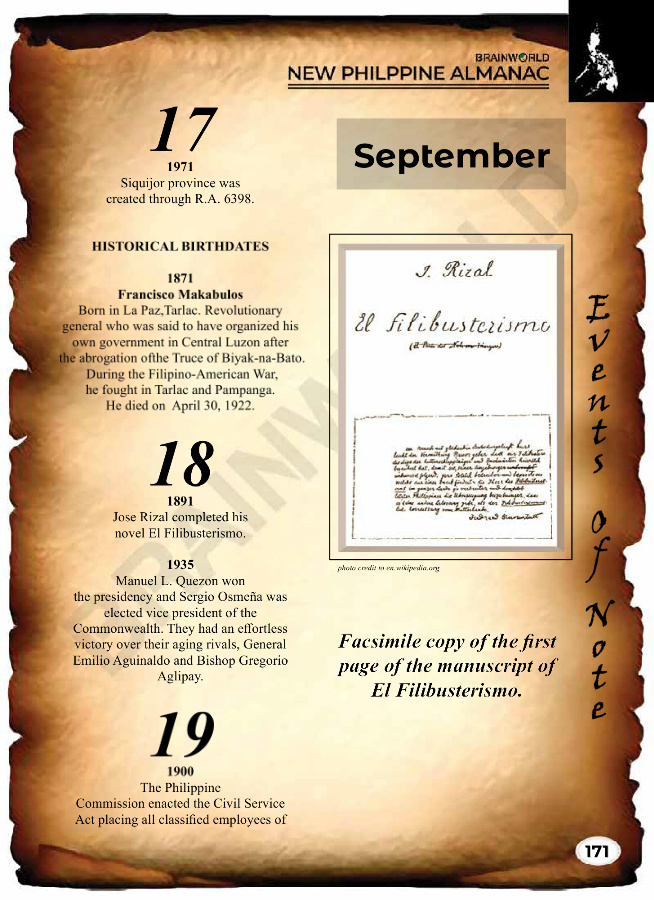 BRAINWORLD
NEW PHILPPINE ALMANAC
17
1971
Siquijor province was
created through R.A. 6398.
HISTORICAL BIRTHDATES
1871
Francisco Makabulos
Born in La Paz,Tarlac. Revolutionary
general who was said to have organized his
own government in Central Luzon after
the abrogation ofthe Truce of Biyak-na-Bato.
During the Filipino-American War,
he fought in Tarlac and Pampanga.
He died on April 30, 1922.
18
1891
Jose Rizal completed his
novel El Filibusterismo.
1935
Manuel L. Quezon won
the presidency and Sergio Osmeña was
elected vice president of the
Commonwealth. They had an effortless
victory over their aging rivals, General
Emilio Aguinaldo and Bishop Gregorio
Aglipay.
19
1900
The Philippine
Commission enacted the Civil Service
Act placing all classified employees of
September
J. Rizal
El Filibusterismo
photo credit to en.wikipedia.org
Facsimile copy of the first
page of the manuscript of
El Filibusterismo.
Events of Note
171
BRAINWORLD